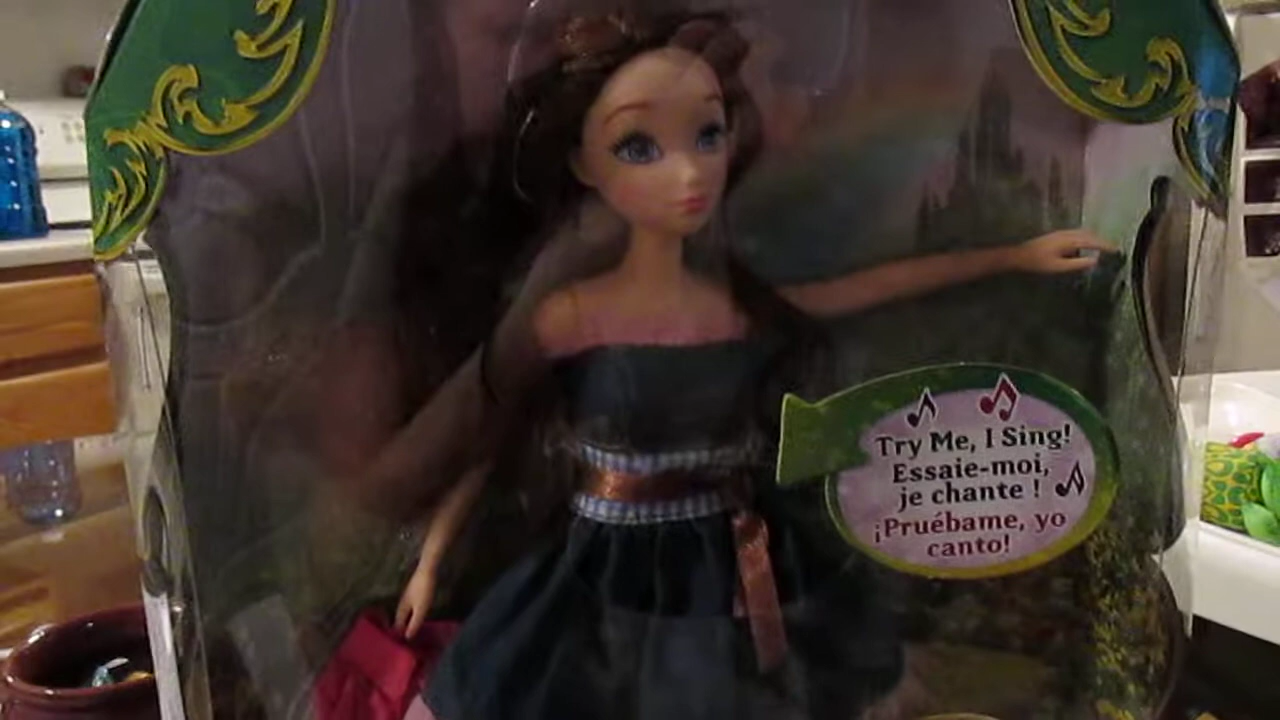 Try Me, I Sing!
Essaie-moi,
je chante !
¡Pruébame, yo
canto!